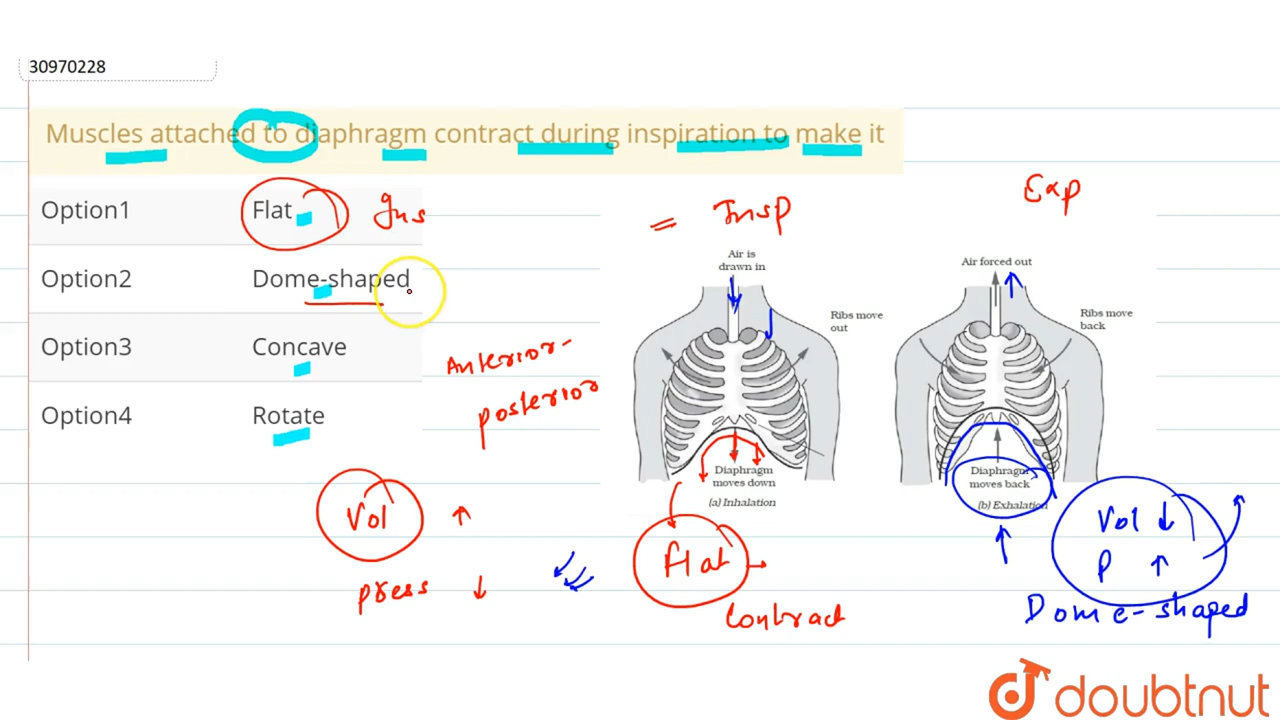 30970228
Muscles attached to diaphragm contract during inspiration to make it
Option1 Flat
Ins
Option2 Dome-shaped
Option3 Concave
Option4 Rotate
Anterior-
posterior
Vol ↑
press ↓
= Insp
Air is
drawn in
Ribs move
out
Diaphragm
moves down
(a) Inhalation
Flat
Contract
Exp
Air forced out
Ribs move
back
Diaphragm
moves back
(b) Exhalation
Vol ↓
P ↑
Dome-shaped
doubtnut